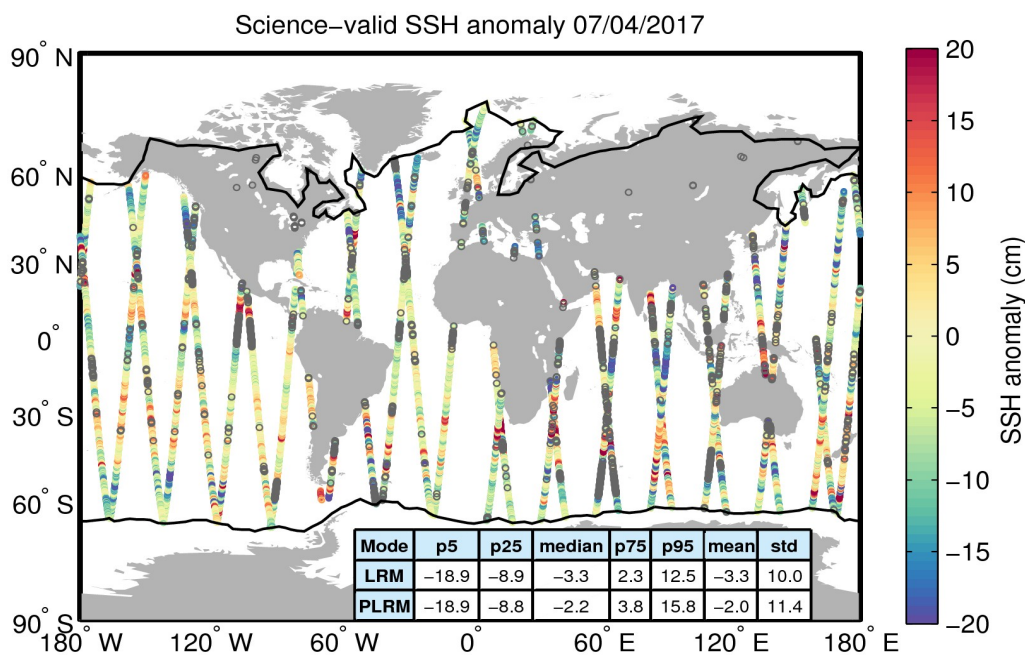 Science−valid SSH anomaly 07/04/2017
90° N
60° N
30° N
0°
30° S
60° S
90° S
180° W
120° W
60° W
0°
60° E
120° E
180° E
Mode p5 p25 median p75 p95 mean std
LRM −18.9 −8.9 −3.3 2.3 12.5 −3.3 10.0
PLRM −18.9 −8.8 −2.2 3.8 15.8 −2.0 11.4
20
15
10
5
0
−5
−10
−15
−20
SSH anomaly (cm)